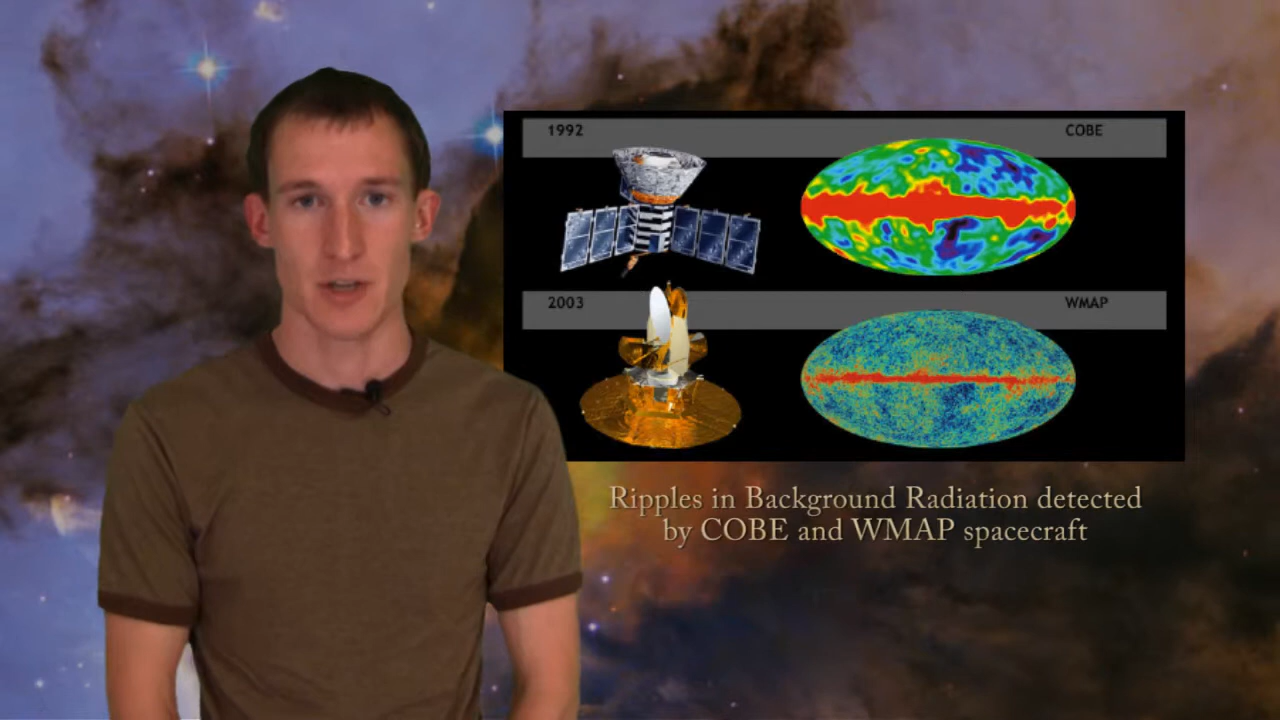 1992 COBE
2003 WMAP
Ripples in Background Radiation detected
by COBE and WMAP spacecraft